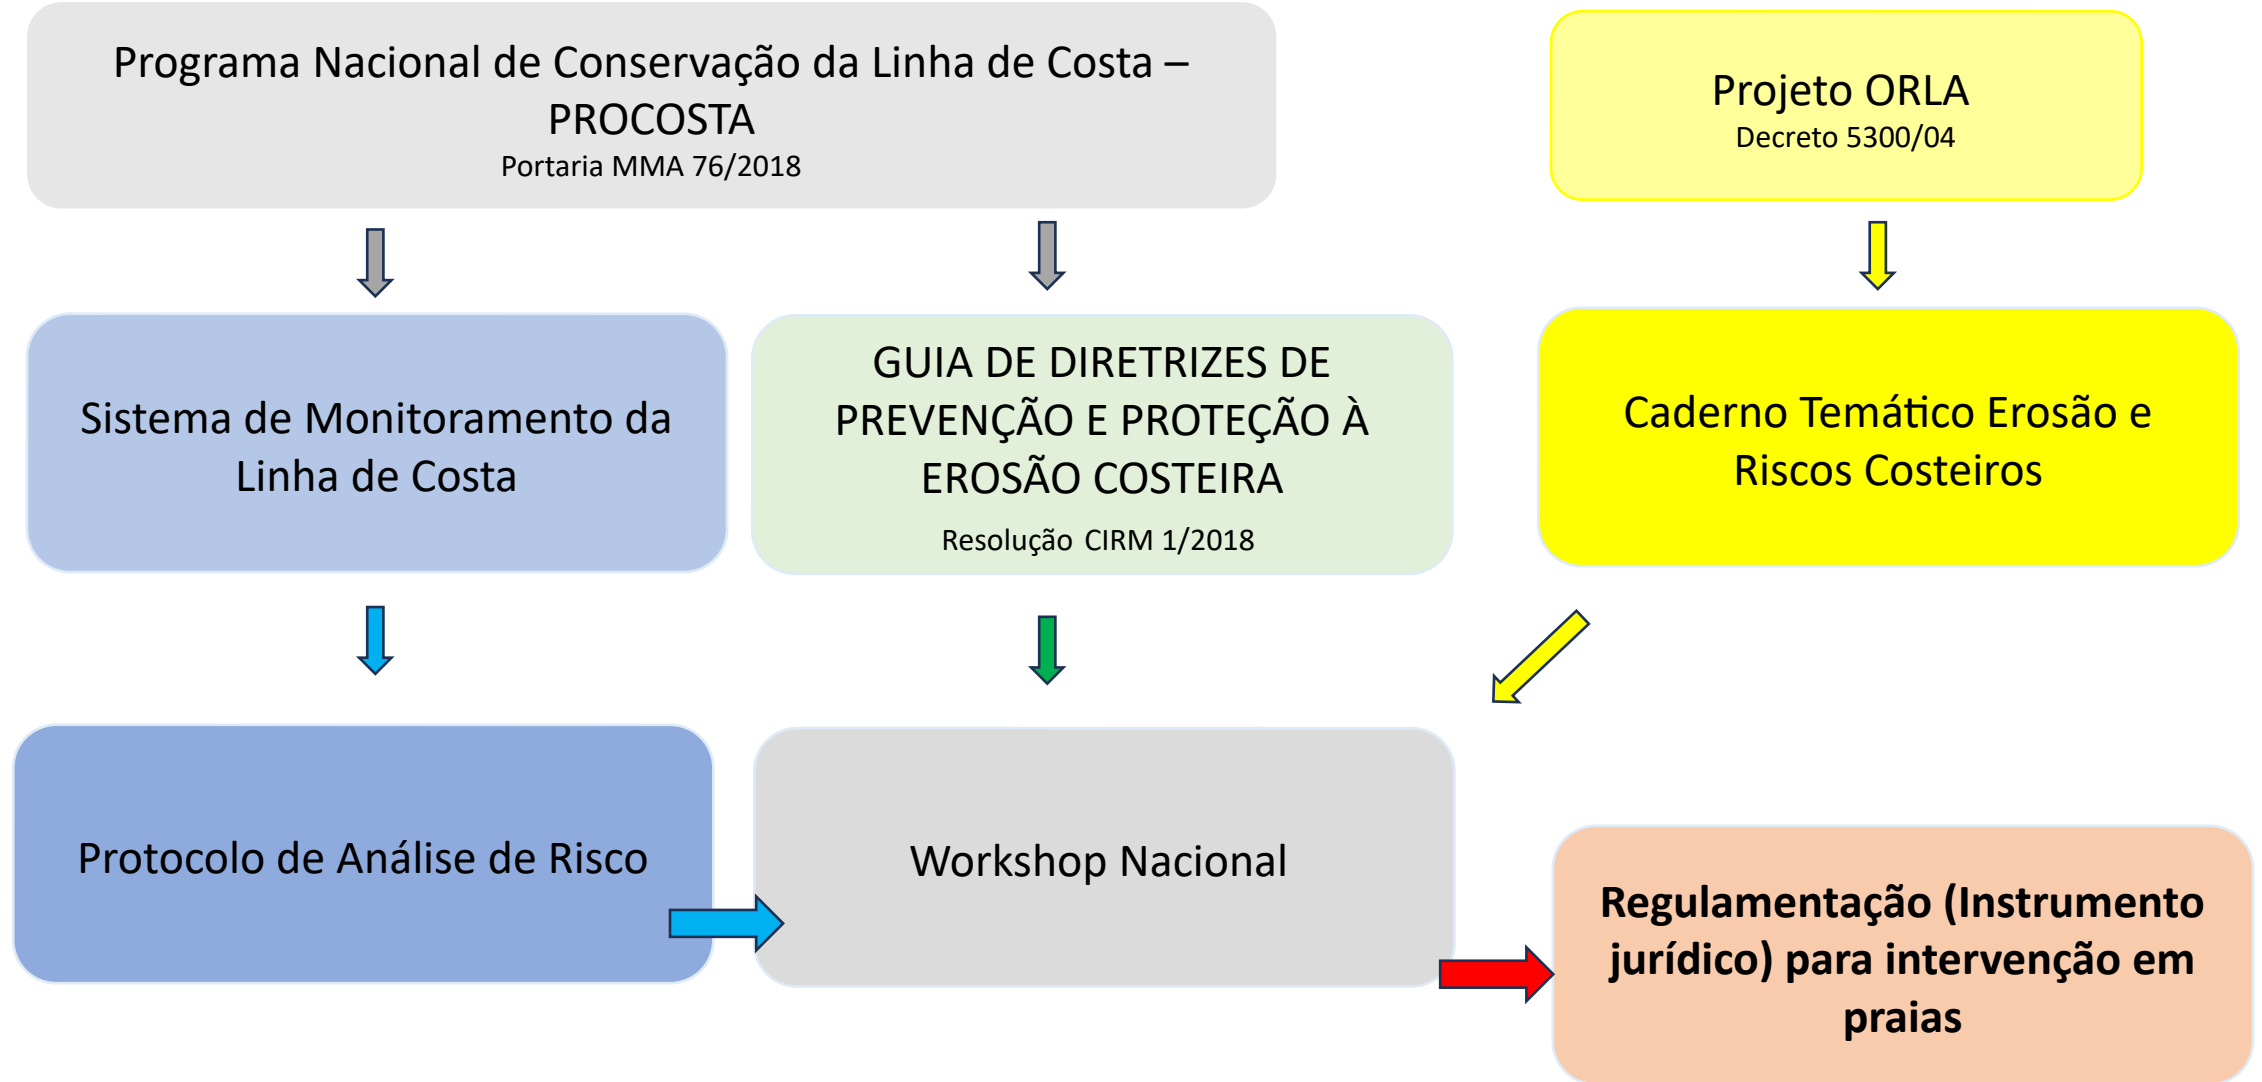 Programa Nacional de Conservação da Linha de Costa –
PROCOSTA
Portaria MMA 76/2018
Projeto ORLA
Decreto 5300/04
Sistema de Monitoramento da
Linha de Costa
GUIA DE DIRETRIZES DE
PREVENÇÃO E PROTEÇÃO À
EROSÃO COSTEIRA
Resolução CIRM 1/2018
Caderno Temático Erosão e
Riscos Costeiros
Protocolo de Análise de Risco
Workshop Nacional
Regulamentação (Instrumento
jurídico) para intervenção em
praias